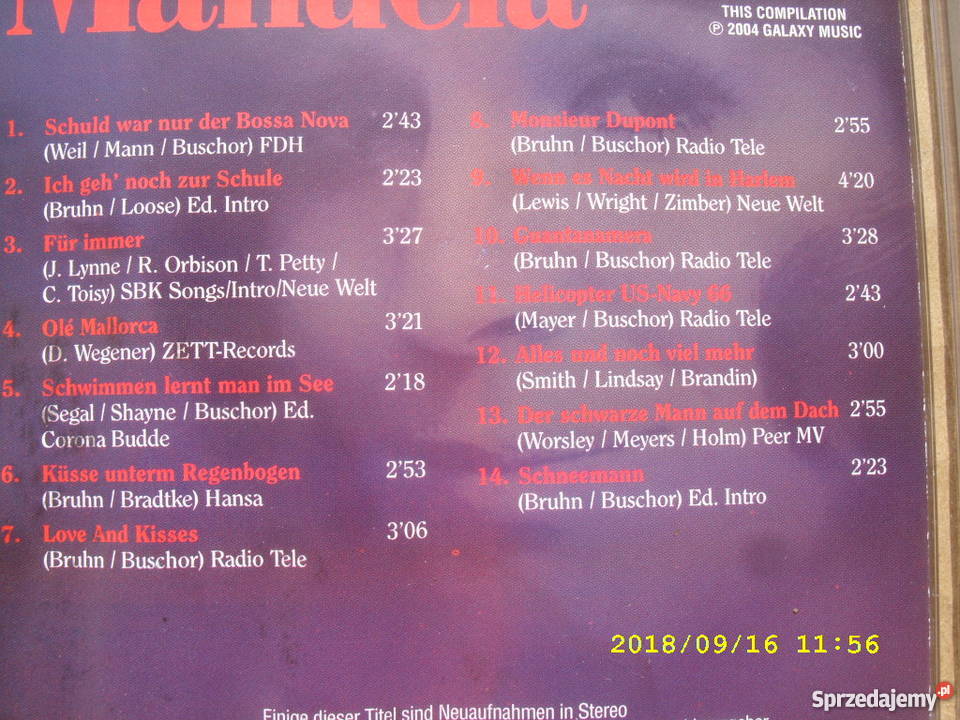 Manuela
THIS COMPILATION
℗ 2004 GALAXY MUSIC
1. Schuld war nur der Bossa Nova 2'43
(Weil / Mann / Buschor) FDH
2. Ich geh' noch zur Schule 2'23
(Bruhn / Loose) Ed. Intro
3. Für immer 3'27
(J. Lynne / R. Orbison / T. Petty /
C. Toisy) SBK Songs/Intro/Neue Welt
4. Olé Mallorca 3'21
(D. Wegener) ZETT-Records
5. Schwimmen lernt man im See 2'18
(Segal / Shayne / Buschor) Ed.
Corona Budde
6. Küsse unterm Regenbogen 2'53
(Bruhn / Bradtke) Hansa
7. Love And Kisses 3'06
(Bruhn / Buschor) Radio Tele
8. Monsieur Dupont 2'55
(Bruhn / Buschor) Radio Tele
9. Wenn es Nacht wird in Harlem 4'20
(Lewis / Wright / Zimber) Neue Welt
10. Guantanamera 3'28
(Bruhn / Buschor) Radio Tele
11. Helicopter US-Navy 66 2'43
(Mayer / Buschor) Radio Tele
12. Alles und noch viel mehr 3'00
(Smith / Lindsay / Brandin)
13. Der schwarze Mann auf dem Dach 2'55
(Worsley / Meyers / Holm) Peer MV
14. Schneemann 2'23
(Bruhn / Buschor) Ed. Intro
2018/09/16 11:56
Einige dieser Titel sind Neuaufnahmen in Stereo
Sprzedajemy.pl